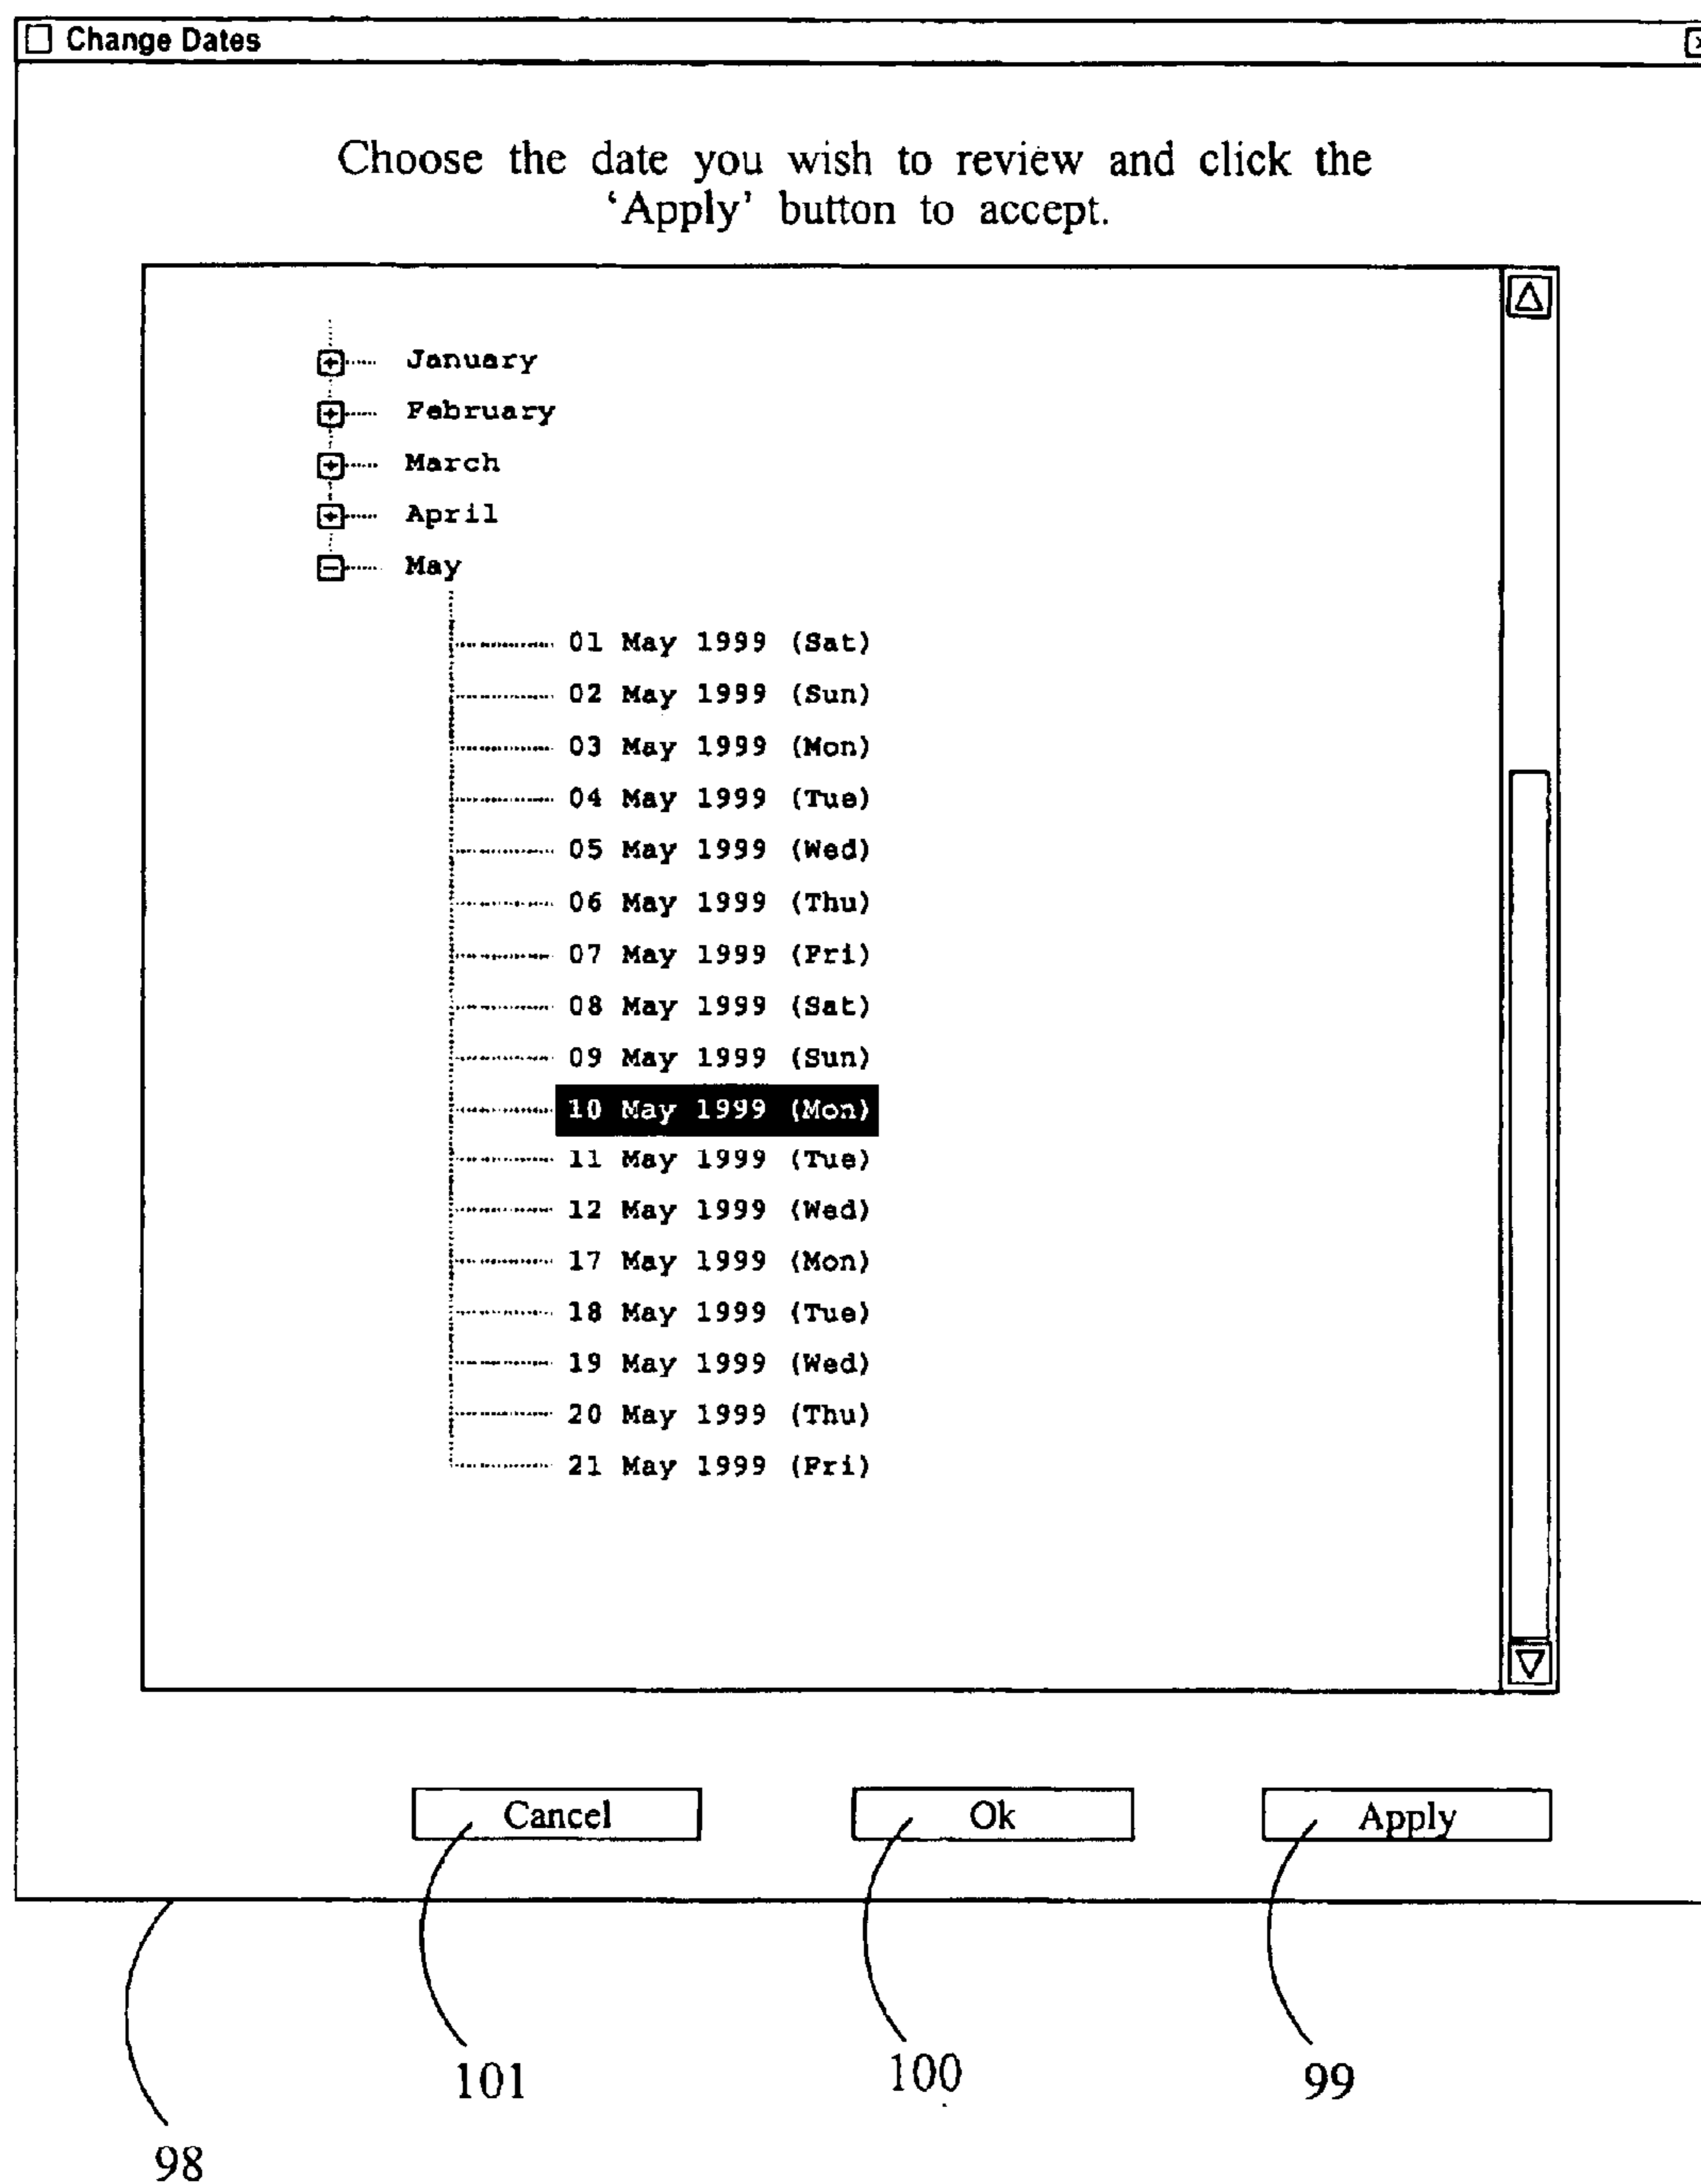 Change Dates
Choose the date you wish to review and click the
‘Apply’ button to accept.
January
February
March
April
May
01 May 1999 (Sat)
02 May 1999 (Sun)
03 May 1999 (Mon)
04 May 1999 (Tue)
05 May 1999 (Wed)
06 May 1999 (Thu)
07 May 1999 (Fri)
08 May 1999 (Sat)
09 May 1999 (Sun)
10 May 1999 (Mon)
11 May 1999 (Tue)
12 May 1999 (Wed)
17 May 1999 (Mon)
18 May 1999 (Tue)
19 May 1999 (Wed)
20 May 1999 (Thu)
21 May 1999 (Fri)
Cancel Ok Apply
101 100 99
98